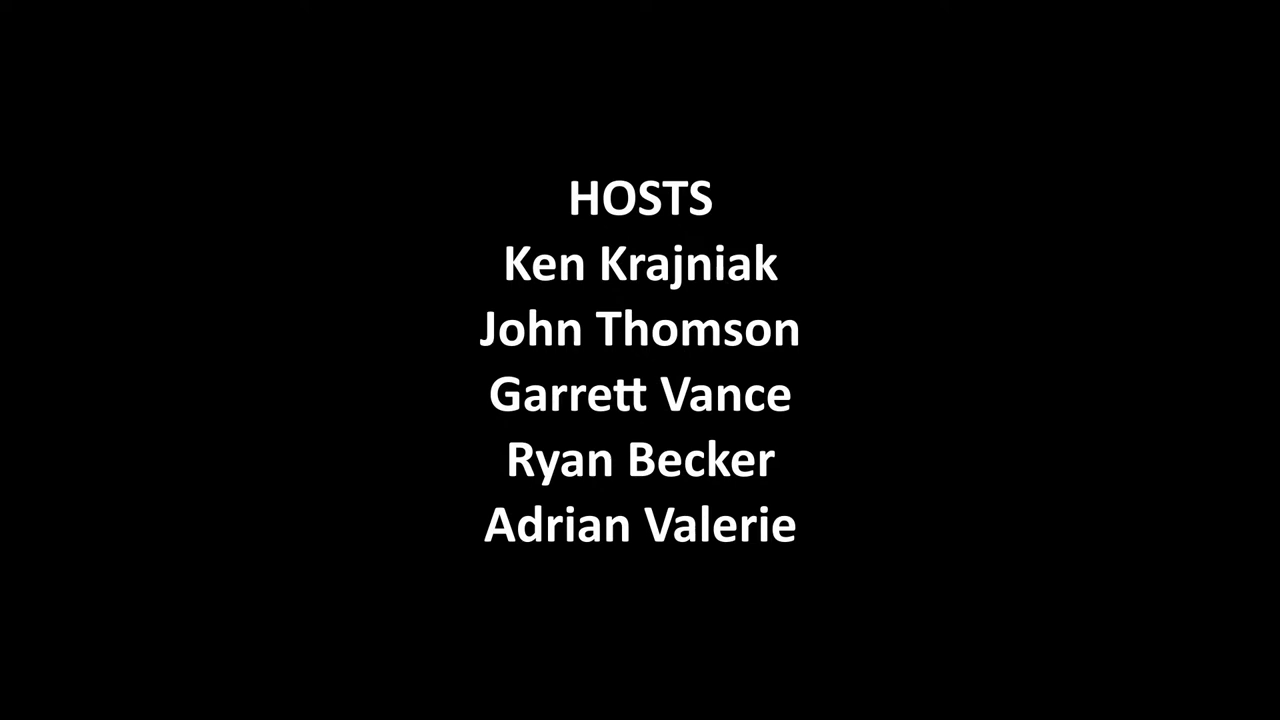 HOSTS
Ken Krajniak
John Thomson
Garrett Vance
Ryan Becker
Adrian Valerie